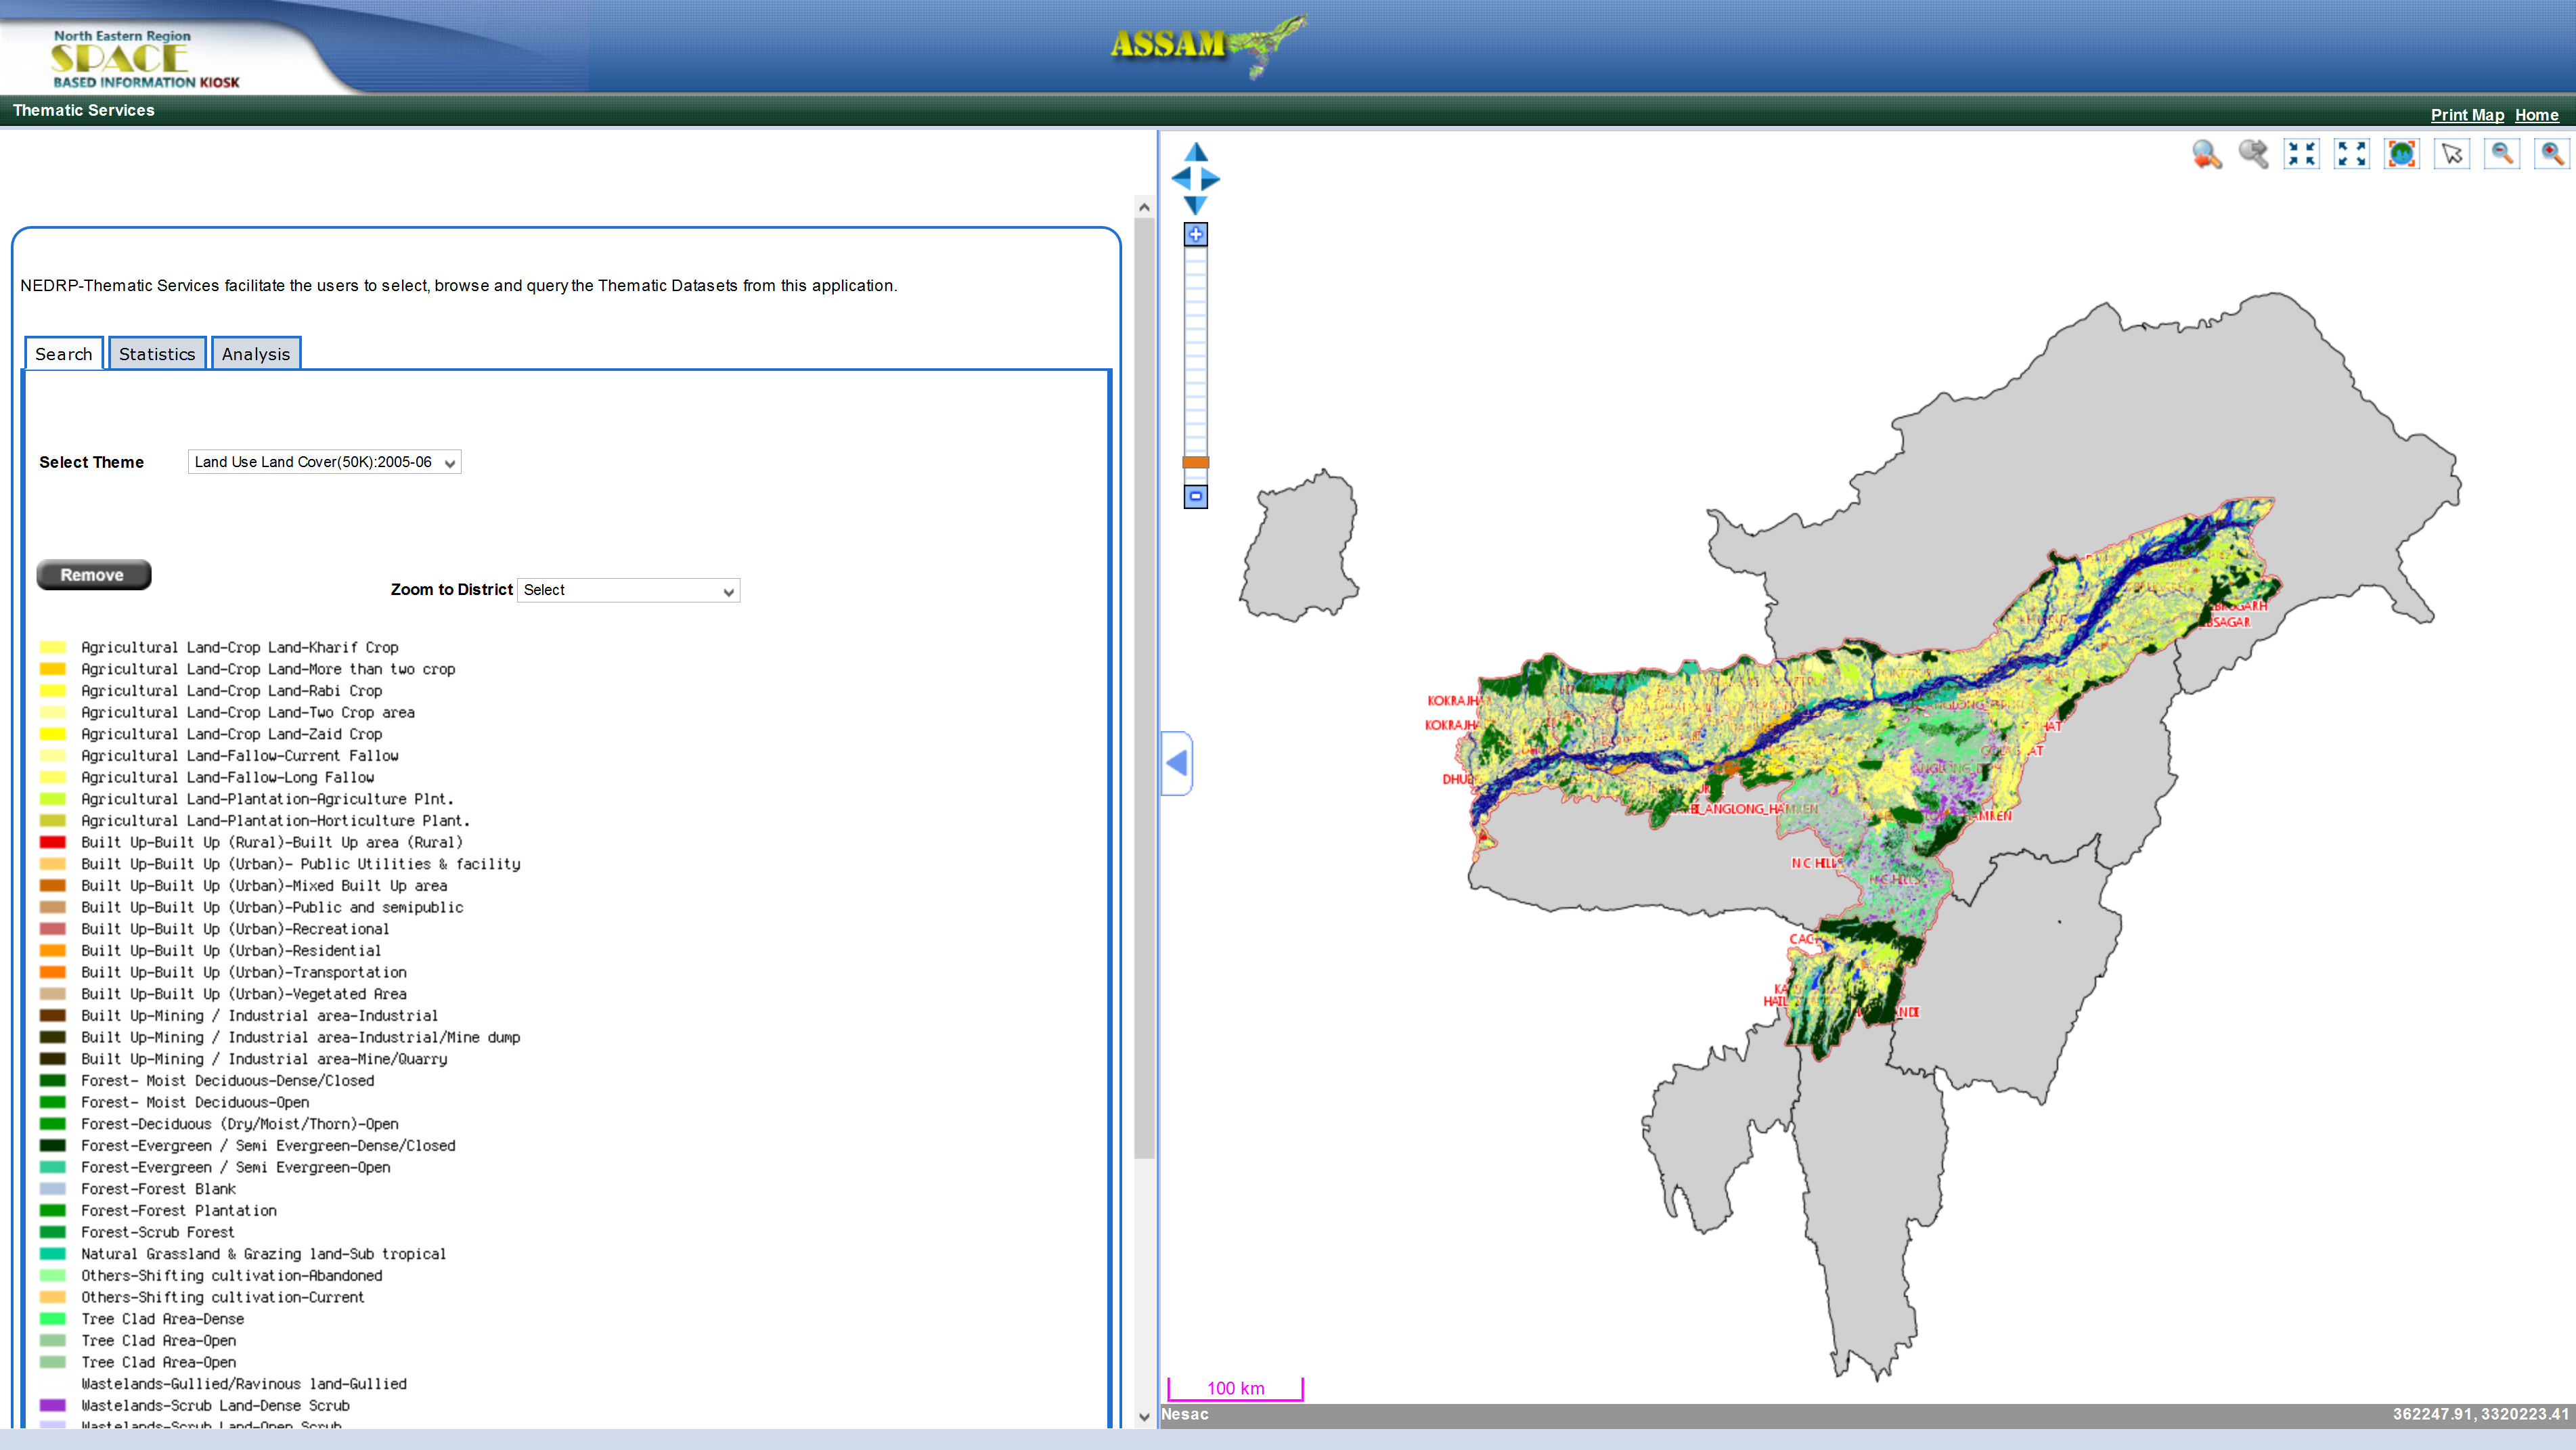 North Eastern Region
SPACE
BASED INFORMATION KIOSK
ASSAM
Thematic Services
Print Map Home
NEDRP-Thematic Services facilitate the users to select, browse and query the Thematic Datasets from this application.
Search Statistics Analysis
Select Theme Land Use Land Cover(50K):2005-06
Remove
Zoom to District Select
Agricultural Land-Crop Land-Kharif Crop
Agricultural Land-Crop Land-More than two crop
Agricultural Land-Crop Land-Rabi Crop
Agricultural Land-Crop Land-Two Crop area
Agricultural Land-Crop Land-Zaid Crop
Agricultural Land-Fallow-Current Fallow
Agricultural Land-Fallow-Long Fallow
Agricultural Land-Plantation-Agriculture Plnt.
Agricultural Land-Plantation-Horticulture Plant.
Built Up-Built Up (Rural)-Built Up area (Rural)
Built Up-Built Up (Urban)- Public Utilities & facility
Built Up-Built Up (Urban)-Mixed Built Up area
Built Up-Built Up (Urban)-Public and semipublic
Built Up-Built Up (Urban)-Recreational
Built Up-Built Up (Urban)-Residential
Built Up-Built Up (Urban)-Transportation
Built Up-Built Up (Urban)-Vegetated Area
Built Up-Mining / Industrial area-Industrial
Built Up-Mining / Industrial area-Industrial/Mine dump
Built Up-Mining / Industrial area-Mine/Quarry
Forest- Moist Deciduous-Dense/Closed
Forest- Moist Deciduous-Open
Forest-Deciduous (Dry/Moist/Thorn)-Open
Forest-Evergreen / Semi Evergreen-Dense/Closed
Forest-Evergreen / Semi Evergreen-Open
Forest-Forest Blank
Forest-Forest Plantation
Forest-Scrub Forest
Natural Grassland & Grazing land-Sub tropical
Others-Shifting cultivation-Abandoned
Others-Shifting cultivation-Current
Tree Clad Area-Dense
Tree Clad Area-Open
Tree Clad Area-Open
Wastelands-Gullied/Ravinous land-Gullied
Wastelands-Scrub Land-Dense Scrub
Wastelands-Scrub Land-Open Scrub
KOKRAJHA
KOKRAJHA
DHUB
N C HILLS
N C HILLS
CAC
KA
HAIL
100 km
Nesac
362247.91, 3320223.41